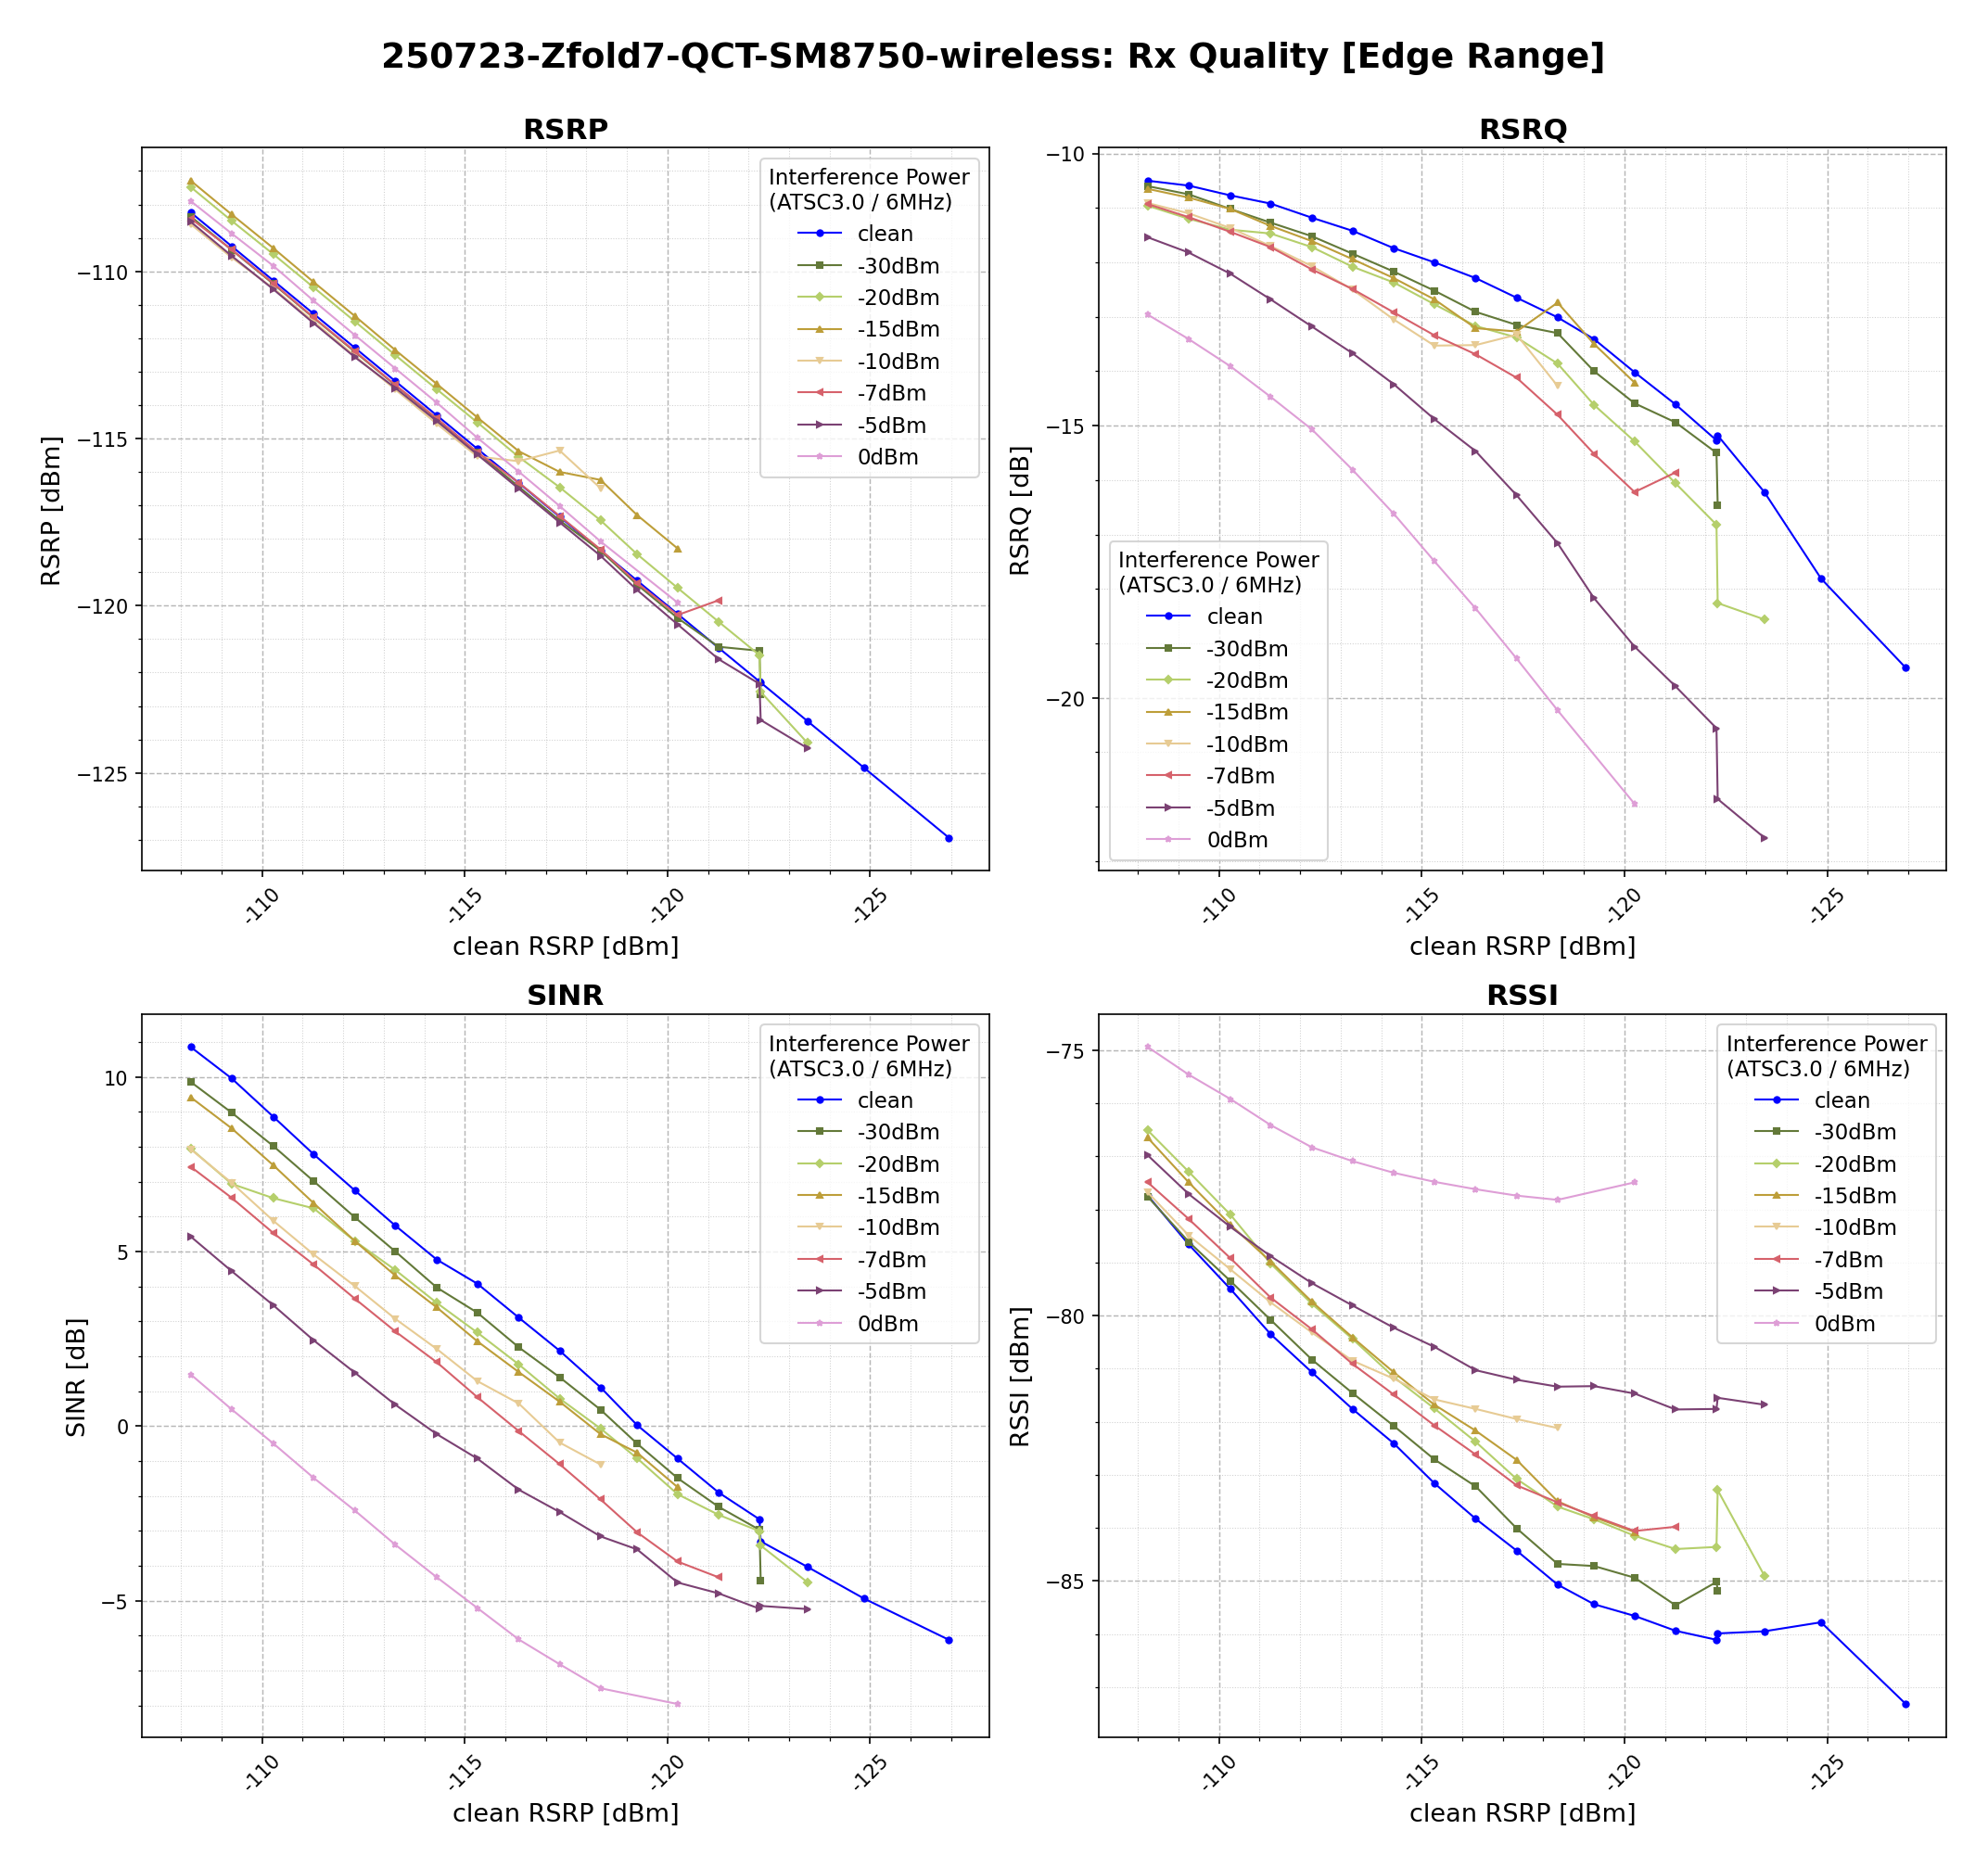 250723-Zfold7-QCT-SM8750-wireless: Rx Quality [Edge Range]
RSRP
RSRP [dBm]
−110
−115
−120
−125
-110
-115
-120
-125
clean RSRP [dBm]
Interference Power
(ATSC3.0 / 6MHz)
clean
-30dBm
-20dBm
-15dBm
-10dBm
-7dBm
-5dBm
0dBm
RSRQ
RSRQ [dB]
−10
−15
−20
-110
-115
-120
-125
clean RSRP [dBm]
Interference Power
(ATSC3.0 / 6MHz)
clean
-30dBm
-20dBm
-15dBm
-10dBm
-7dBm
-5dBm
0dBm
SINR
SINR [dB]
10
5
0
−5
-110
-115
-120
-125
clean RSRP [dBm]
Interference Power
(ATSC3.0 / 6MHz)
clean
-30dBm
-20dBm
-15dBm
-10dBm
-7dBm
-5dBm
0dBm
RSSI
RSSI [dBm]
−75
−80
−85
-110
-115
-120
-125
clean RSRP [dBm]
Interference Power
(ATSC3.0 / 6MHz)
clean
-30dBm
-20dBm
-15dBm
-10dBm
-7dBm
-5dBm
0dBm